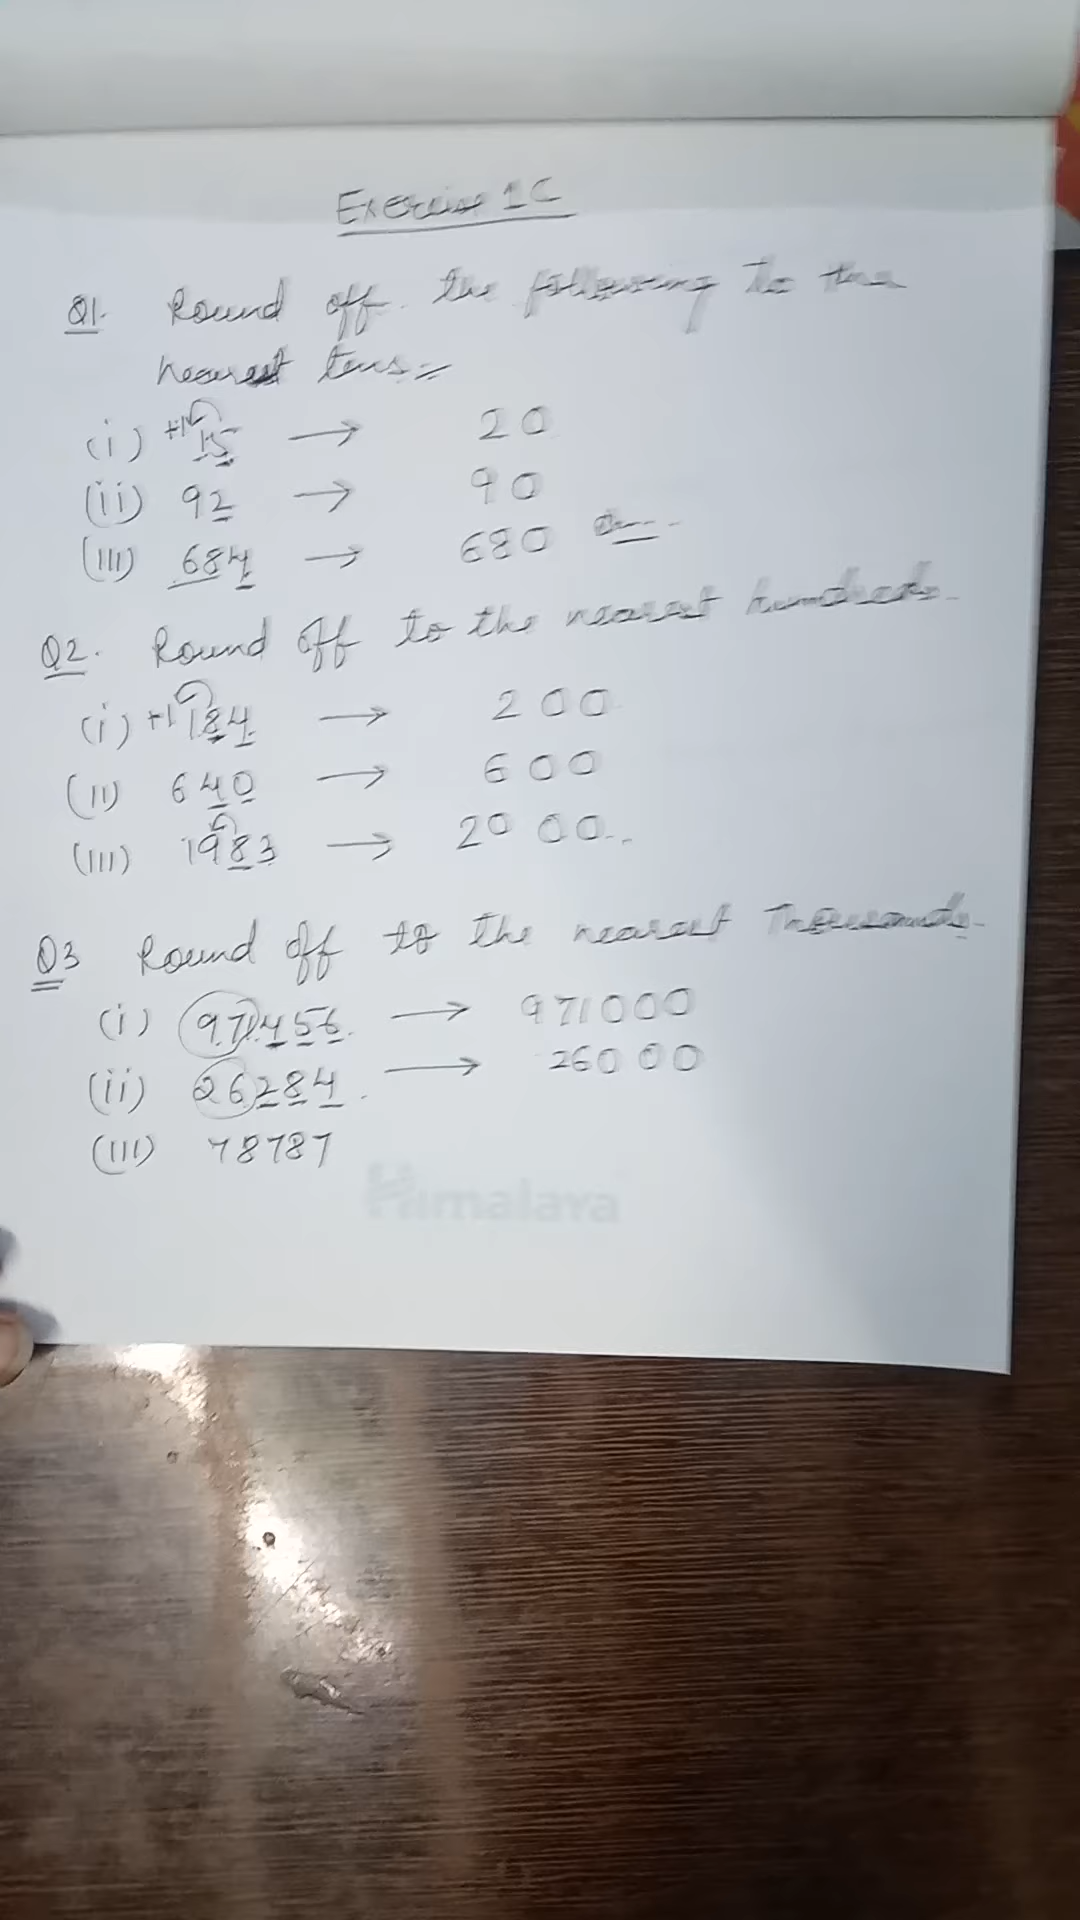 Exercise 1C
Q1. Round off the following to the
nearest tens:-
(i) +1 15 → 20
(ii) 92 → 90
(III) 684 → 680
Q2. Round off to the nearest hundreds.
(i) +1 184 → 200
(II) 640 → 600
(III) 1983 → 2000.
Q3 Round off to the nearest Thousands.
(i) 971456. → 971000
(ii) 26284. → 26000
(III) 78787
Himalaya